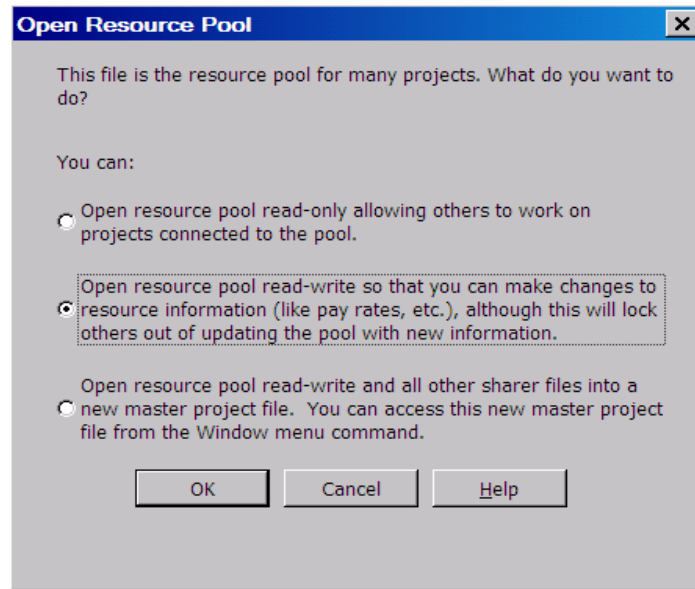 Open Resource Pool
This file is the resource pool for many projects. What do you want to
do?
You can:
Open resource pool read-only allowing others to work on
projects connected to the pool.
Open resource pool read-write so that you can make changes to
resource information (like pay rates, etc.), although this will lock
others out of updating the pool with new information.
Open resource pool read-write and all other sharer files into a
new master project file.  You can access this new master project
file from the Window menu command.
OK Cancel Help